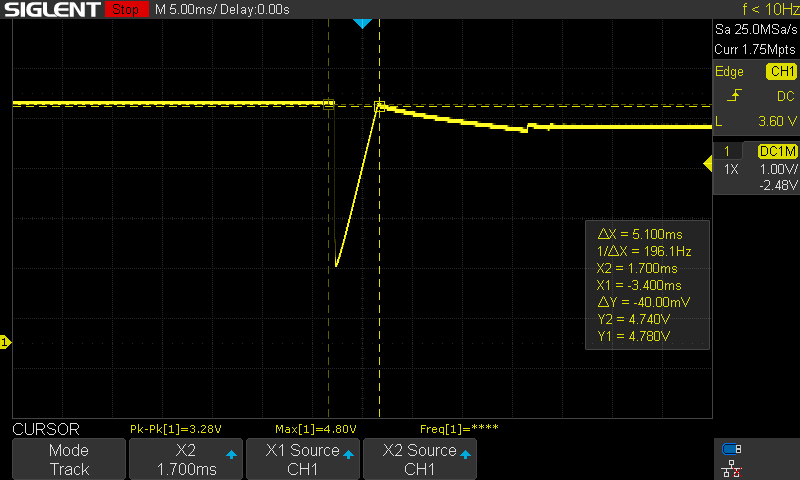 SIGLENT Stop M 5.00ms/ Delay:0.00s f < 10Hz
Sa 25.0MSa/s
Curr 1.75Mpts
Edge CH1
DC
L 3.60 V
1 DC1M
1X 1.00V/
-2.48V
ΔX = 5.100ms
1/ΔX = 196.1Hz
X2 = 1.700ms
X1 = -3.400ms
ΔY = -40.00mV
Y2 = 4.740V
Y1 = 4.780V
1
CURSOR Pk-Pk[1]=3.28V Max[1]=4.80V Freq[1]=****
Mode X2 X1 Source X2 Source
Track 1.700ms CH1 CH1